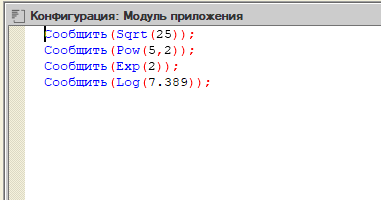 Конфигурация: Модуль приложения
Сообщить(Sqrt(25));
Сообщить(Pow(5,2));
Сообщить(Exp(2));
Сообщить(Log(7.389));